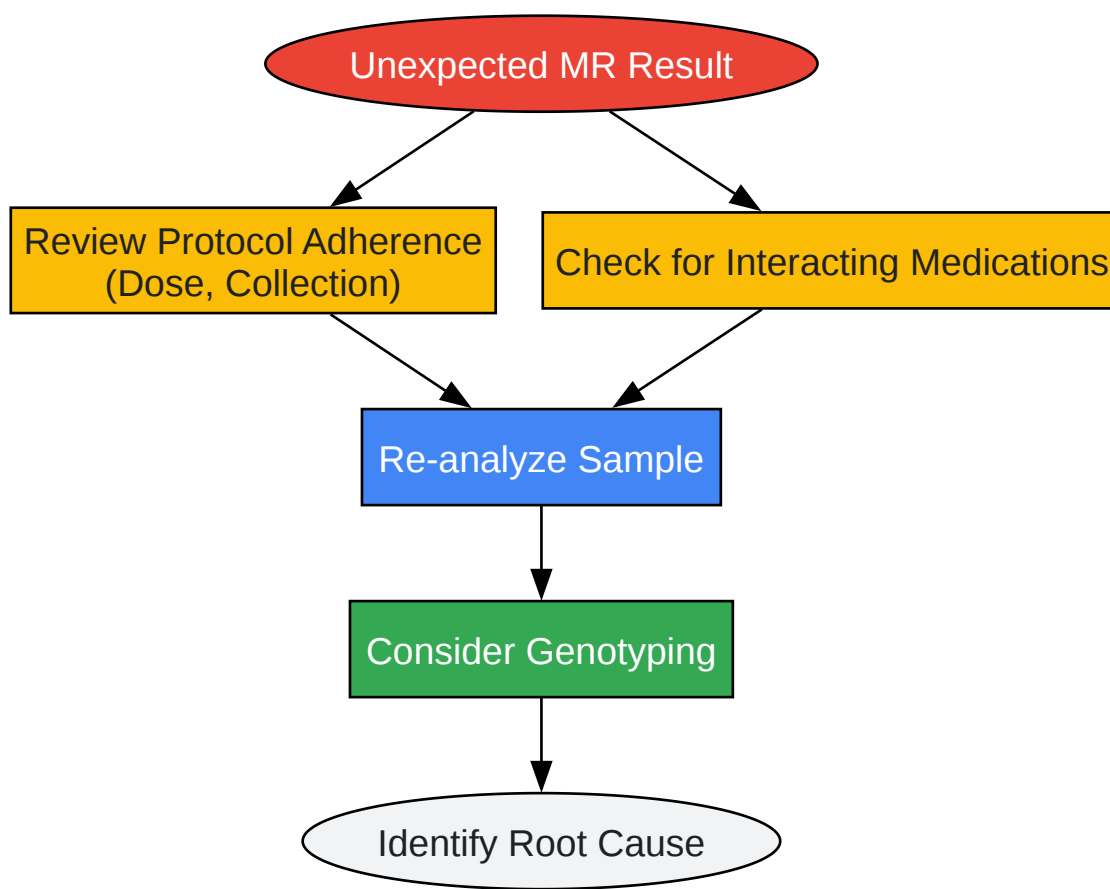 Unexpected MR Result
Review Protocol Adherence
(Dose, Collection)
Check for Interacting Medications
Re-analyze Sample
Consider Genotyping
Identify Root Cause